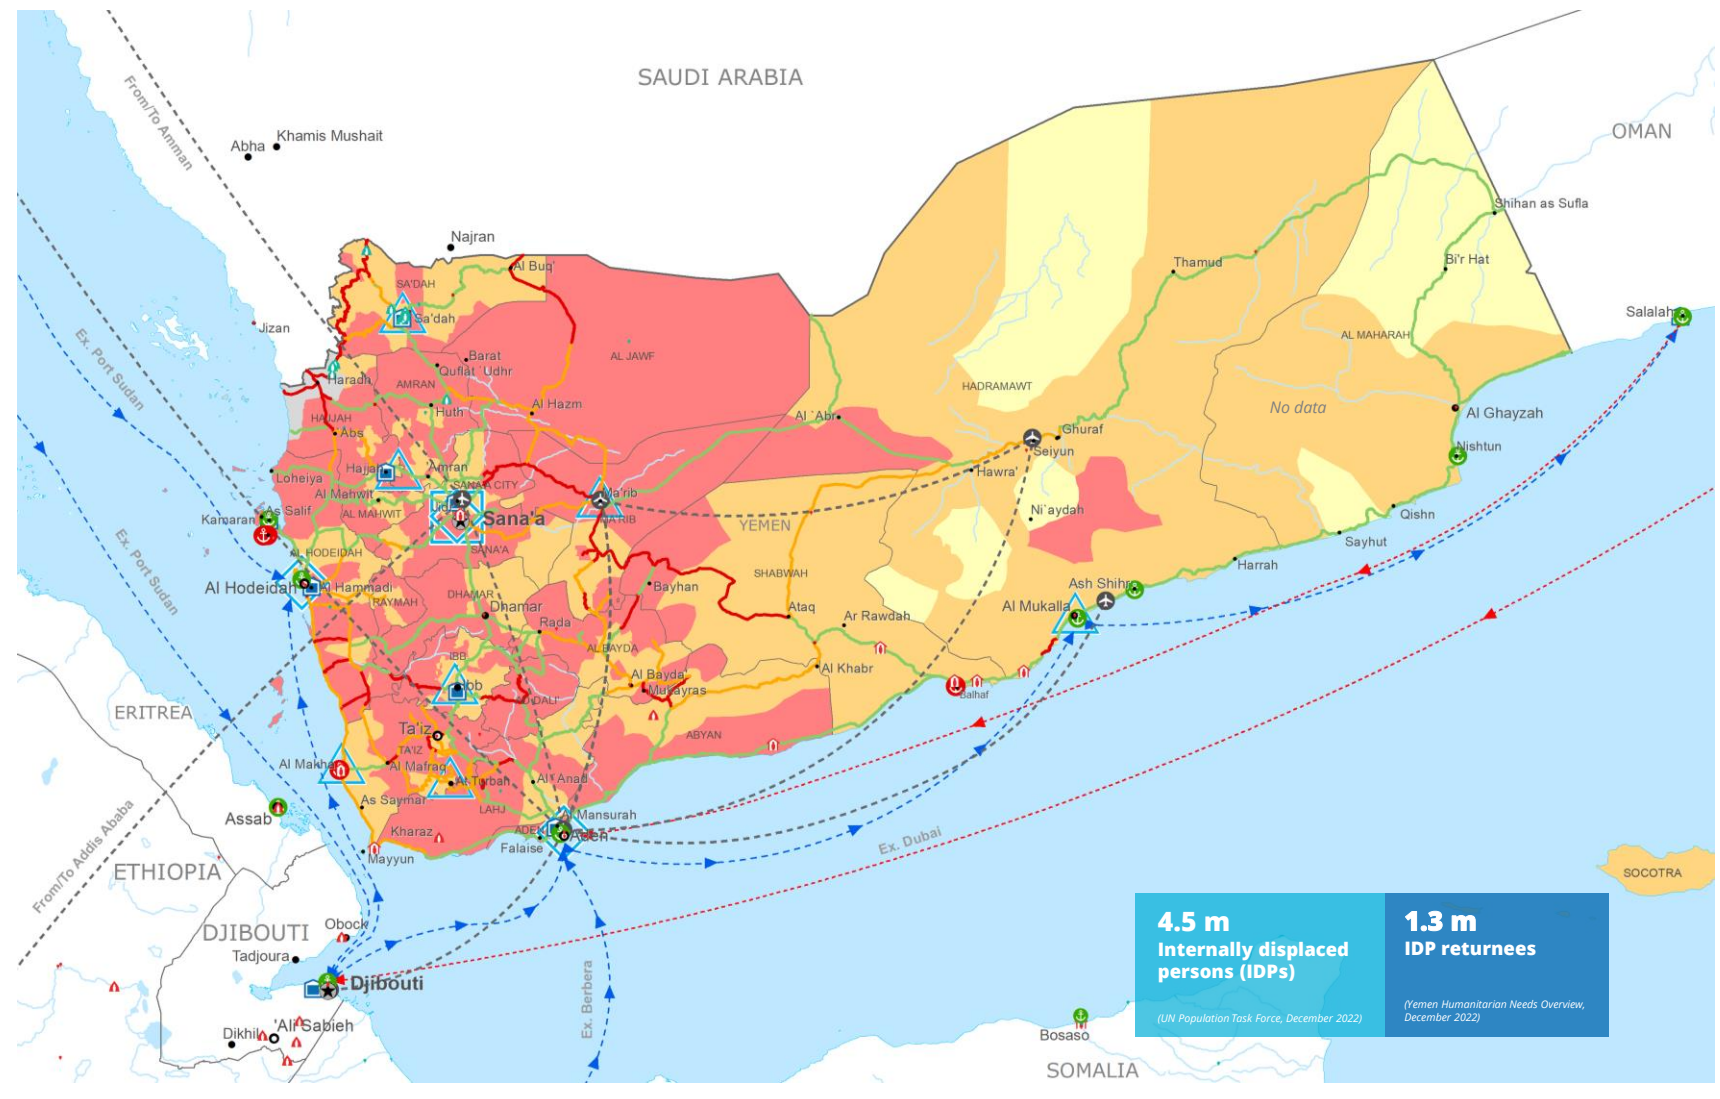 SAUDI ARABIA
From/To Amman
OMAN
Khamis Mushait
Abha
Shihan as Sufla
Najran
Al Buq'
Thamud
Bi'r Hat
SA'DAH
Sa'dah
Salalah
Jizan
Ex. Port Sudan
AL MAHARAH
Barat
AL JAWF
Quflat `Udhr
Haradh
AMRAN
HADRAMAWT
Huth
Al Hazm
No data
HAJJAH
Al `Abr
Al Ghayzah
Abs
Ghuraf
Nishtun
Seiyun
Hajjah
Amran
Hawra'
Loheiya
SANA'A CITY
Al Mahwit
Ma'rib
As Salif
AL MAHWIT
Ni`aydah
Qishn
Kamaran
Sana'a
MA'RIB
YEMEN
Sayhut
Ex. Port Sudan
AL HODEIDAH
SANA'A
Harrah
SHABWAH
Al Hodeidah
Al Hammadi
Bayhan
Ash Shihr
RAYMAH
DHAMAR
Dhamar
Ataq
Al Mukalla
Ar Rawdah
Rada
IBB
AL BAYDA
Ibb
Al Bayda
Al Khabr
Mukayras
Balhaf
AD DALI'
ERITREA
Ta'iz
ABYAN
TA'IZ
Al Makha
Al Mafraq
At Turbah
Al `Anad
As Saymar
LAHJ
Assab
Mansurah
Kharaz
ADEN
Aden
Falaise
Ex. Dubai
Mayyun
From/To Addis Ababa
ETHIOPIA
SOCOTRA
DJIBOUTI
Obock
Tadjoura
Djibouti
Ex. Berbera
'Ali Sabieh
Dikhil
Bosaso
SOMALIA
4.5 m
Internally displaced
persons (IDPs)
(UN Population Task Force, December 2022)
1.3 m
IDP returnees
(Yemen Humanitarian Needs Overview,
December 2022)